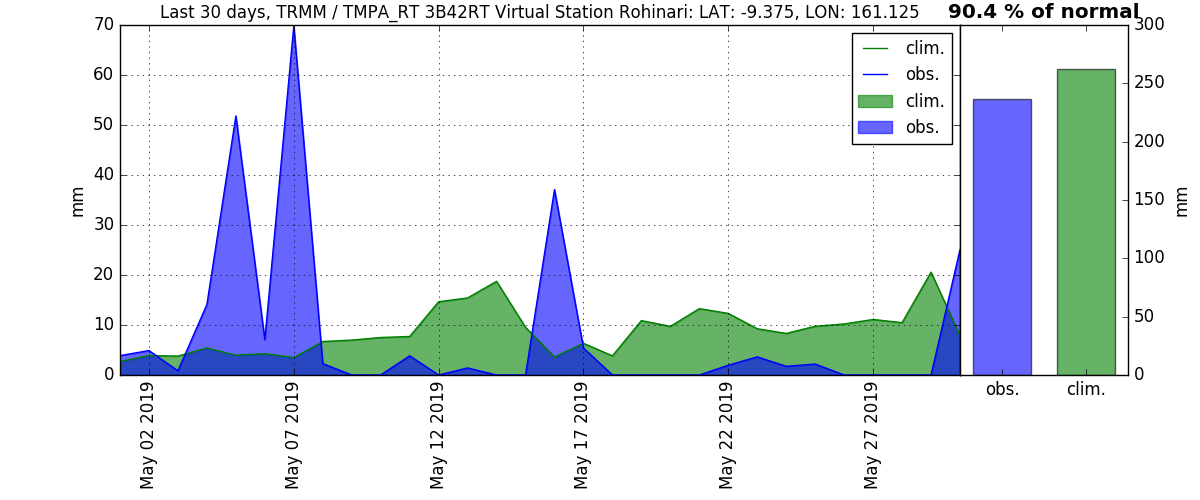 Last 30 days, TRMM / TMPA_RT 3B42RT Virtual Station Rohinari: LAT: -9.375, LON: 161.125
90.4 % of normal
70
60
50
40
30
20
10
0
mm
clim.
obs.
clim.
obs.
May 02 2019
May 07 2019
May 12 2019
May 17 2019
May 22 2019
May 27 2019
300
250
200
150
100
50
0
mm
obs.
clim.